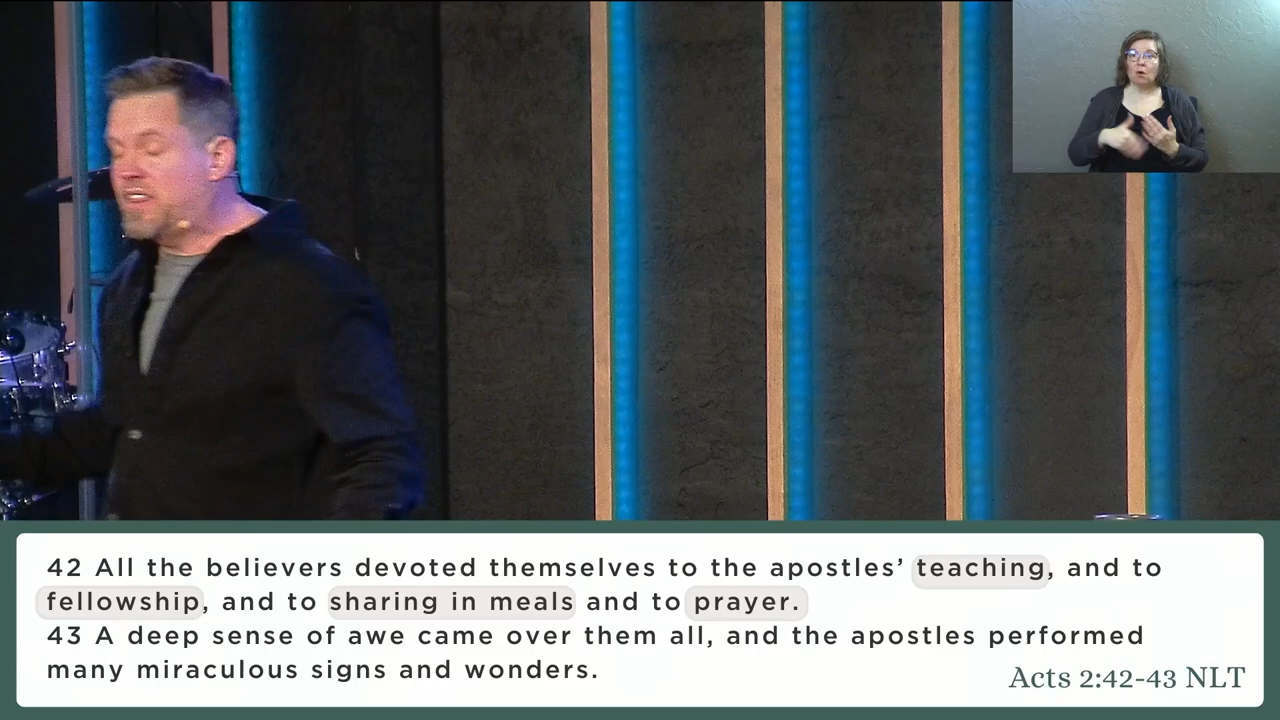 42 All the believers devoted themselves to the apostles’ teaching, and to
fellowship, and to sharing in meals and to prayer.
43 A deep sense of awe came over them all, and the apostles performed
many miraculous signs and wonders.
Acts 2:42-43 NLT